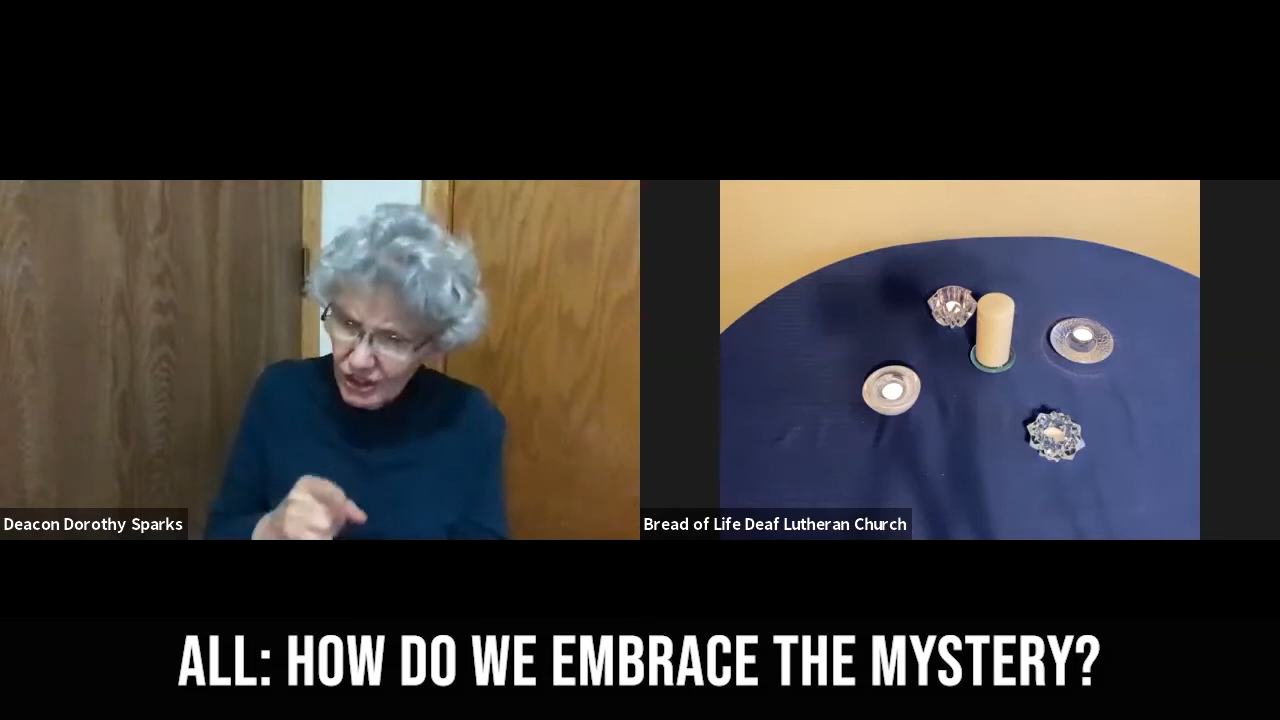 Deacon Dorothy Sparks
Bread of Life Deaf Lutheran Church
ALL: HOW DO WE EMBRACE THE MYSTERY?